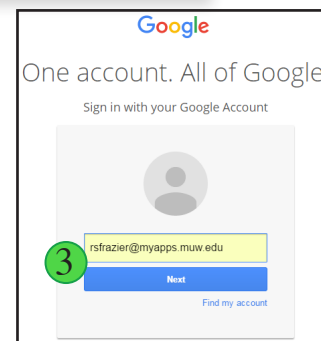 Google
One account. All of Google
Sign in with your Google Account
rsfrazier@myapps.muw.edu
3
Next
Find my account